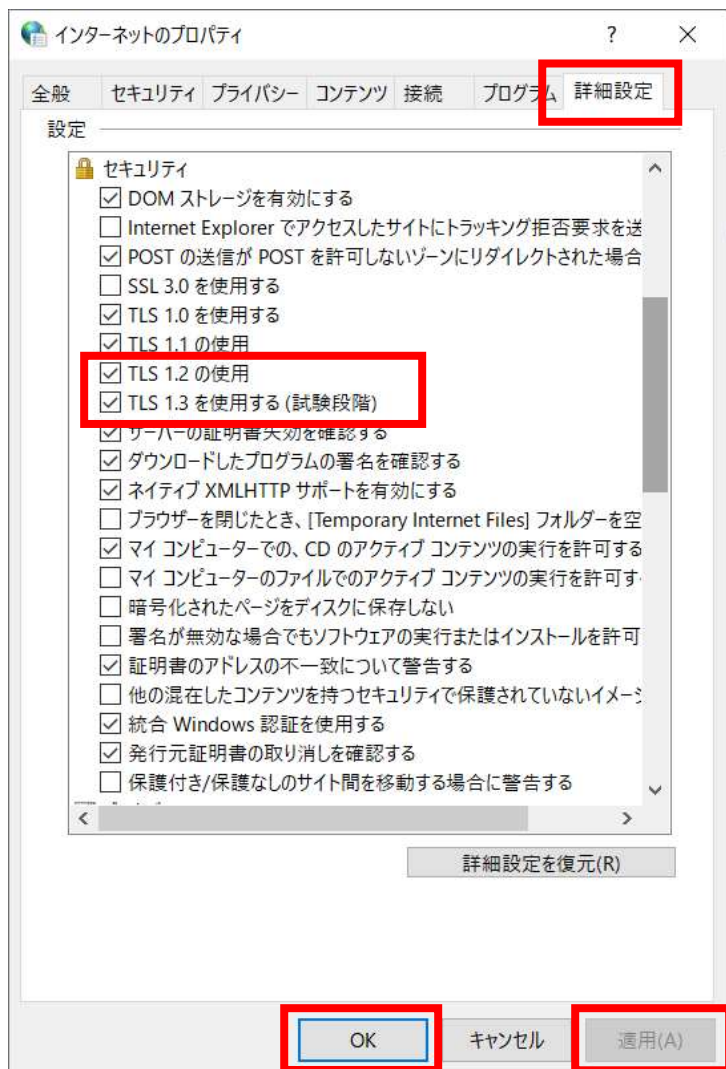 インターネットのプロパティ
全般 セキュリティ プライバシー コンテンツ 接続 プログラム 詳細設定
設定
セキュリティ
DOM ストレージを有効にする
Internet Explorer でアクセスしたサイトにトラッキング拒否要求を送
POST の送信が POST を許可しないゾーンにリダイレクトされた場合
SSL 3.0 を使用する
TLS 1.0 を使用する
TLS 1.1 の使用
TLS 1.2 の使用
TLS 1.3 を使用する (試験段階)
サーバーの証明書失効を確認する
ダウンロードしたプログラムの署名を確認する
ネイティブ XMLHTTP サポートを有効にする
ブラウザーを閉じたとき、[Temporary Internet Files] フォルダーを空
マイ コンピューターでの、CD のアクティブ コンテンツの実行を許可する
マイ コンピューターのファイルでのアクティブ コンテンツの実行を許可す
暗号化されたページをディスクに保存しない
署名が無効な場合でもソフトウェアの実行またはインストールを許可
証明書のアドレスの不一致について警告する
他の混在したコンテンツを持つセキュリティで保護されていないイメージ
統合 Windows 認証を使用する
発行元証明書の取り消しを確認する
保護付き/保護なしのサイト間を移動する場合に警告する
詳細設定を復元(R)
OK キャンセル 適用(A)